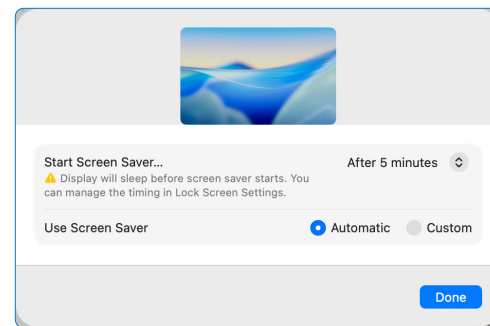 Start Screen Saver... After 5 minutes
Display will sleep before screen saver starts. You
can manage the timing in Lock Screen Settings.
Use Screen Saver Automatic Custom
Done